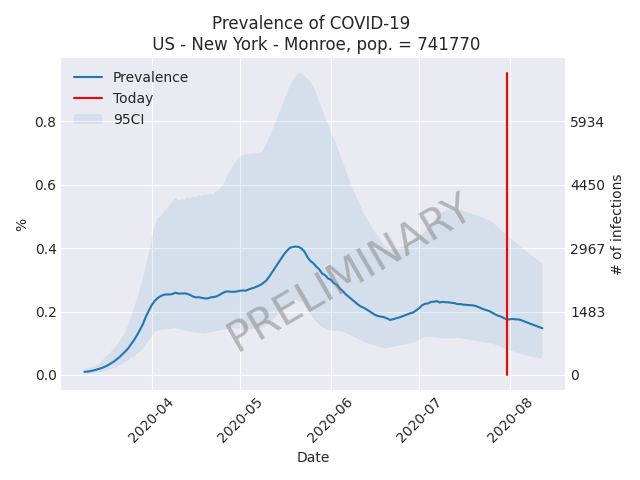 Prevalence of COVID-19
US - New York - Monroe, pop. = 741770
Prevalence
Today
95CI
PRELIMINARY
%
0.8
0.6
0.4
0.2
0.0
5934
4450
2967
1483
0
# of infections
2020-04
2020-05
2020-06
2020-07
2020-08
Date